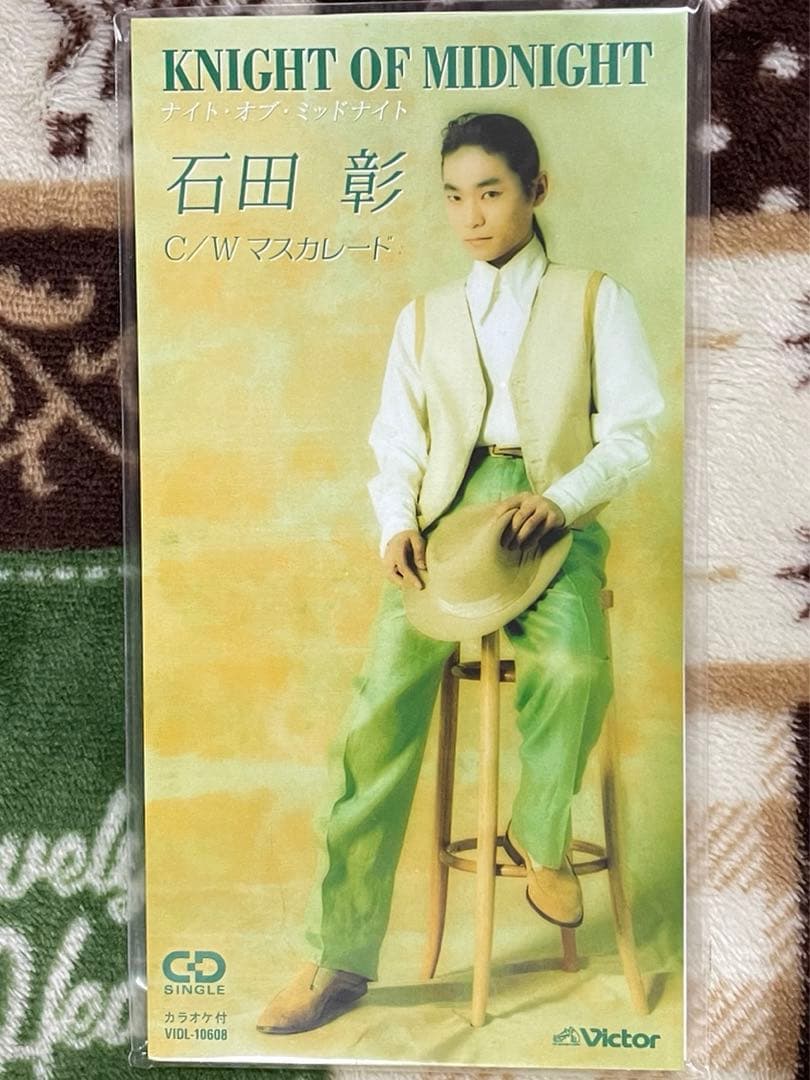 KNIGHT OF MIDNIGHT
ナイト・オブ・ミッドナイト
石田 彰
C/W マスカレード
CD
SINGLE
カラオケ付
VIDL-10608
Victor